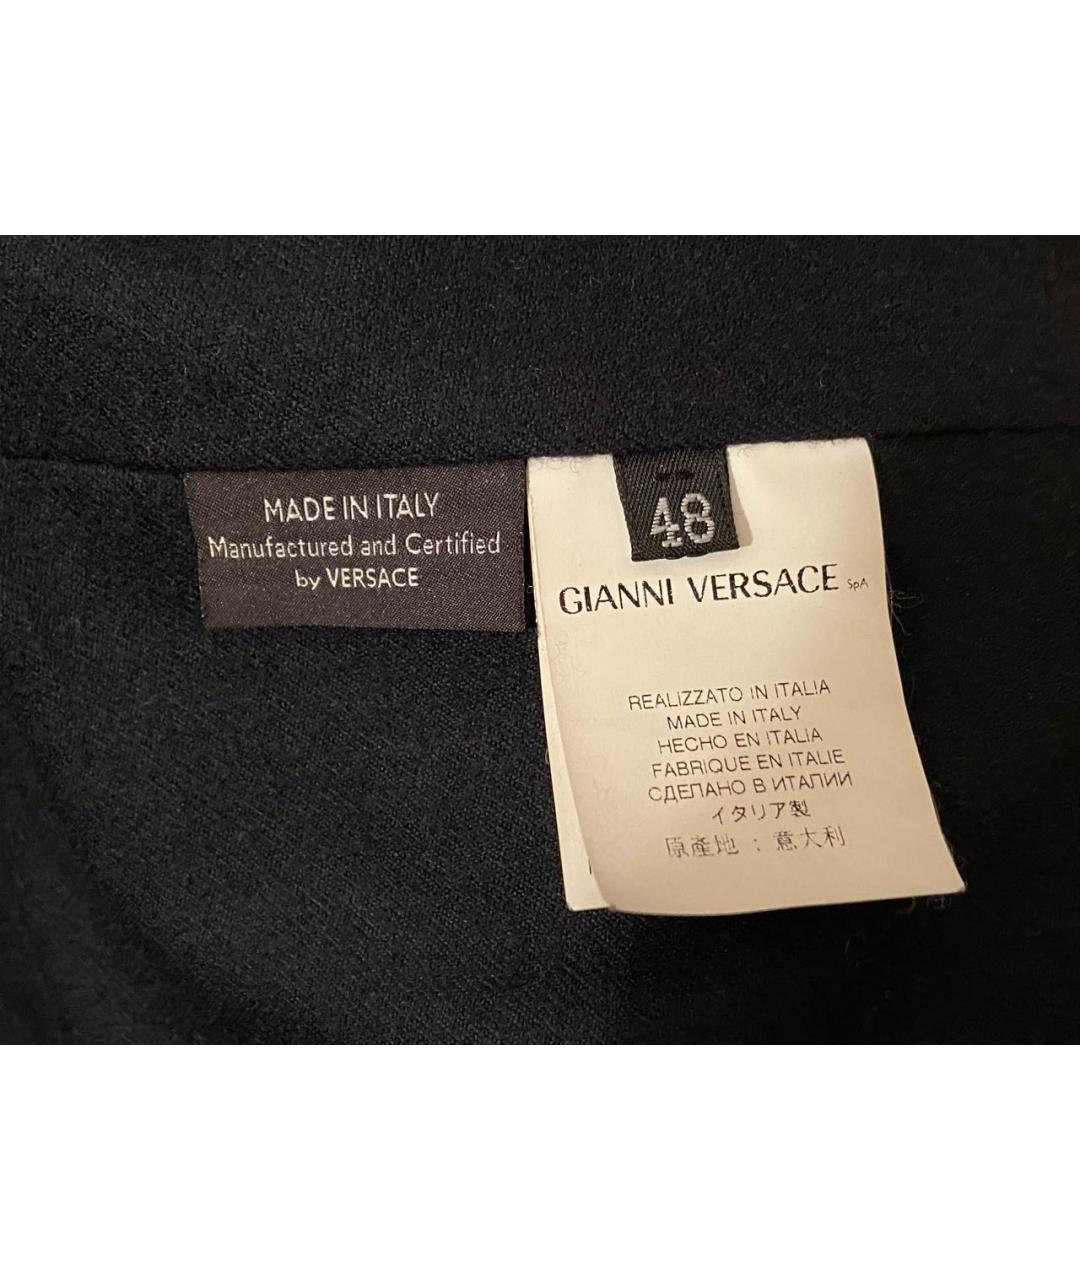 MADE IN ITALY
Manufactured and Certified
by VERSACE
48
GIANNI VERSACE SpA
REALIZZATO IN ITALIA
MADE IN ITALY
HECHO EN ITALIA
FABRIQUE EN ITALIE
СДЕЛАНО В ИТАЛИИ
イタリア製
原產地 : 意大利